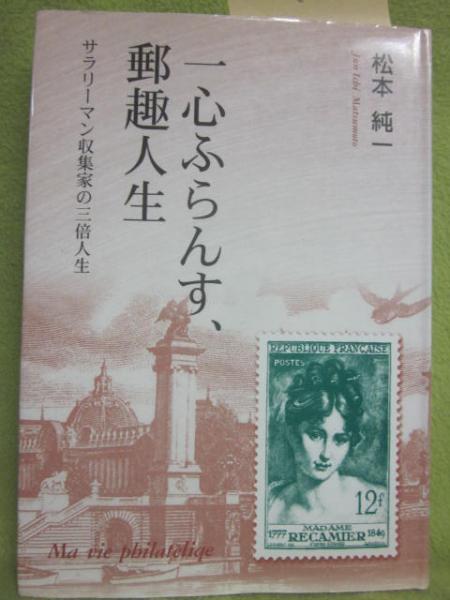 松本 純一
Jun Ichi Matsumoto
一心ふらんす、
郵趣人生
サラリーマン収集家の三倍人生
REPUBLIQUE FRANÇAISE
POSTES
12f
MADAME
1777 RECAMIER 1849
Ma vie philatéliqe